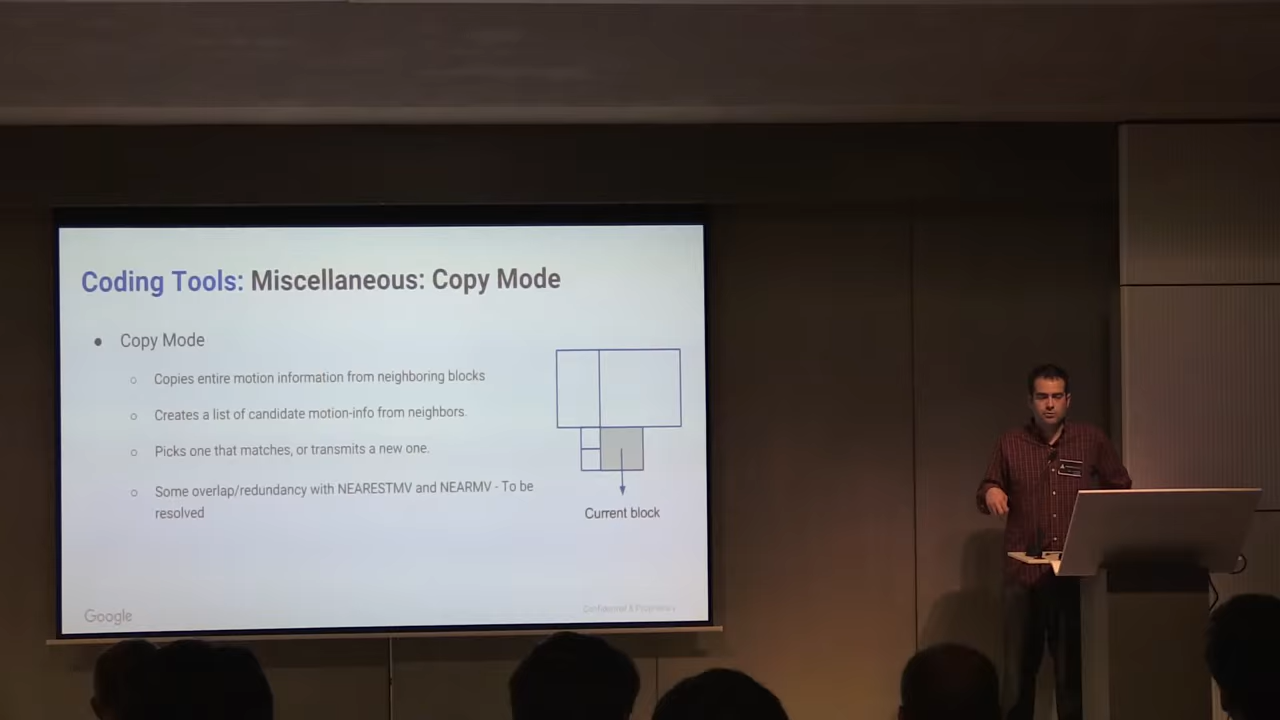 Coding Tools: Miscellaneous: Copy Mode
● Copy Mode
○ Copies entire motion information from neighboring blocks
○ Creates a list of candidate motion-info from neighbors.
○ Picks one that matches, or transmits a new one.
○ Some overlap/redundancy with NEARESTMV and NEARMV - To be
resolved
Current block
Google
Confidential & Proprietary